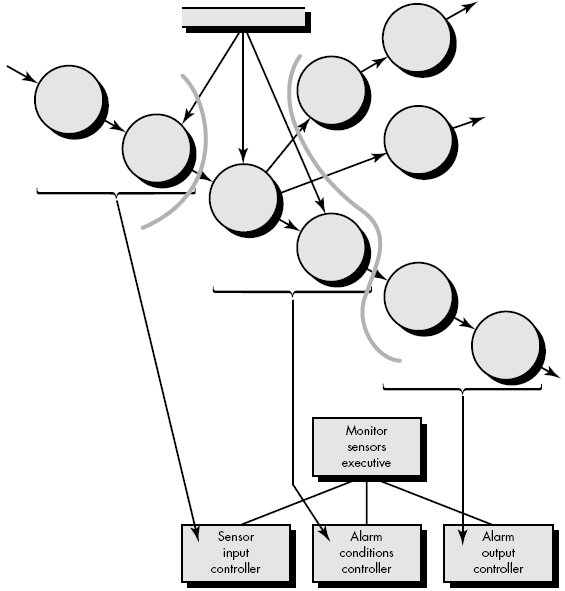 Monitor
sensors
executive
Sensor
input
controller
Alarm
conditions
controller
Alarm
output
controller